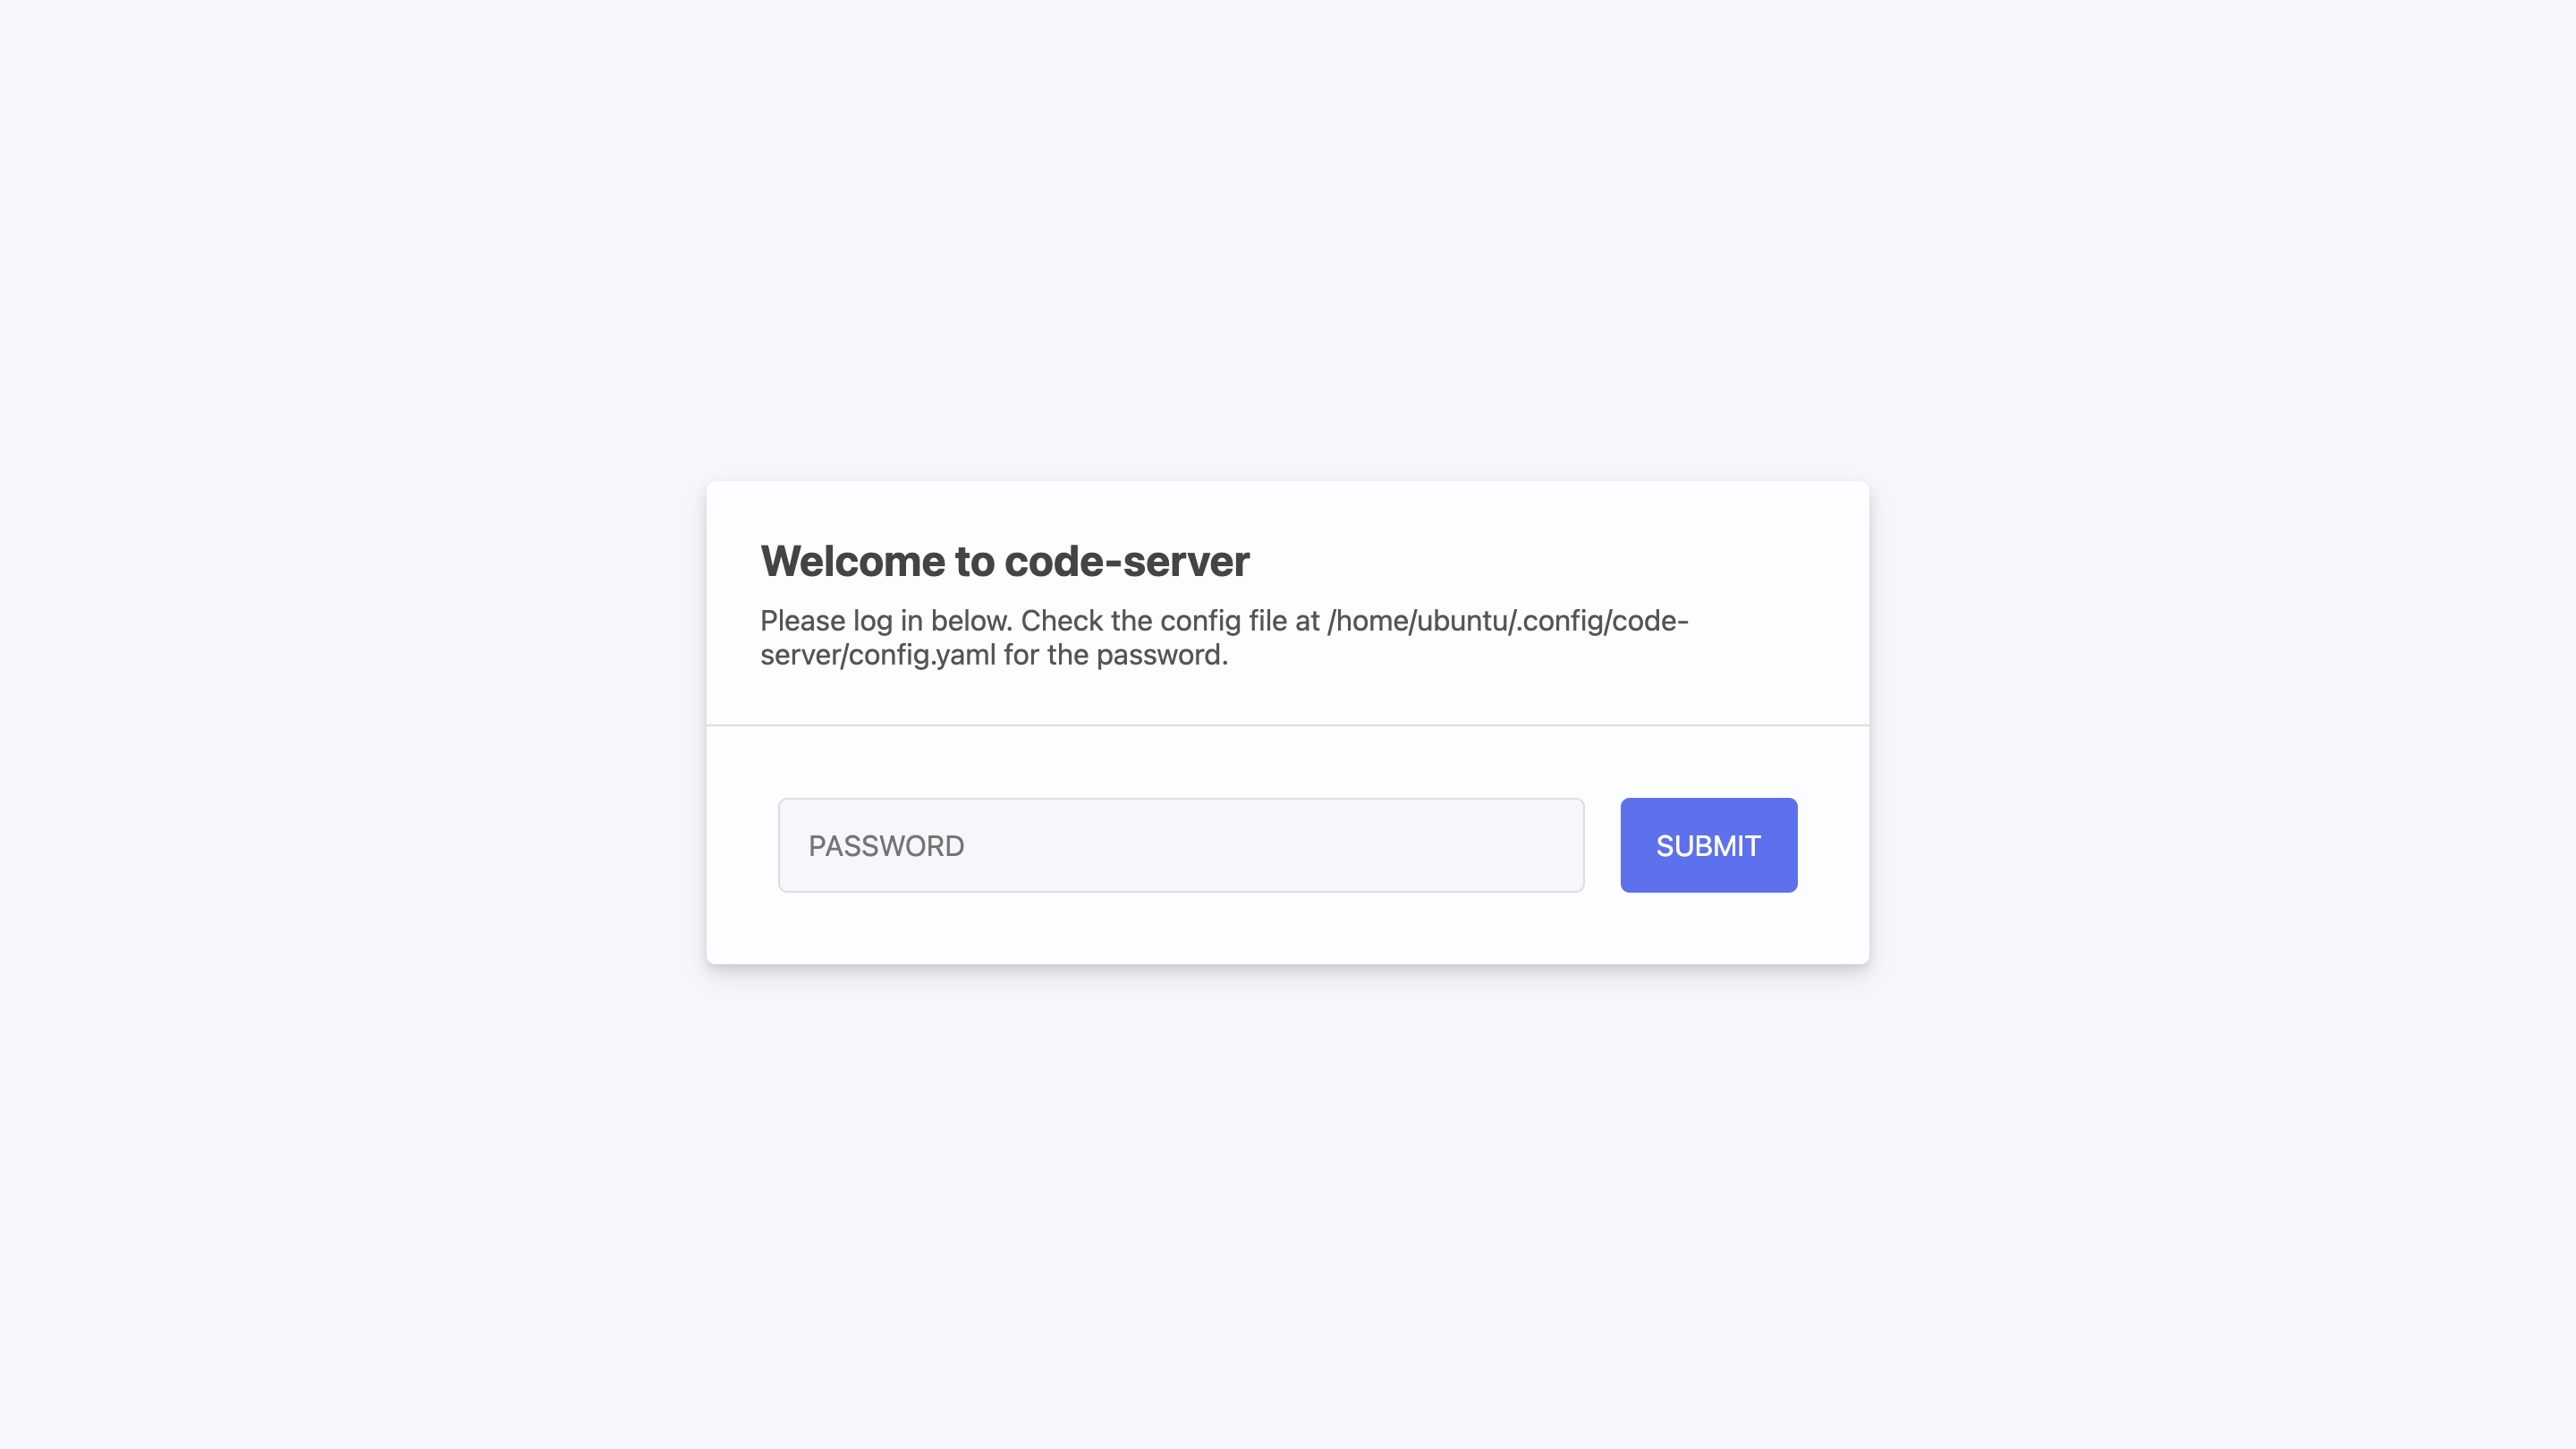 Welcome to code-server
Please log in below. Check the config file at /home/ubuntu/.config/code-
server/config.yaml for the password.
PASSWORD
SUBMIT